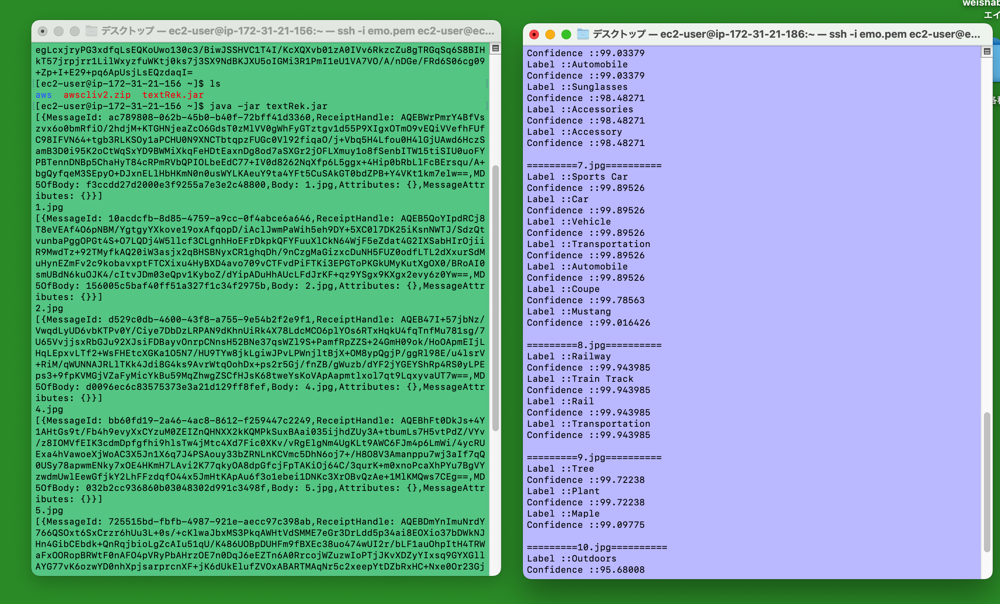 デスクトップ — ec2-user@ip-172-31-21-156:~ — ssh -i emo.pem ec2-user@ec...
egLcxjryPG3xdfqLsEQKoUwo130c3/BiwJSSHVC1T4I/KcXQXvb01zA0IVv6RkzcZu8gTRGqSq6S8BIH
kT57jrpjrr1LilWxyzfuWKtj0ks7j3SX9NdBKJXU5oIGMi3R1PmI1eU1VA7VO/A/nDGe/FRd6S06cg09
+Zp+I+E29+pq6ApUsjLsEQzdaqI=
[[ec2-user@ip-172-31-21-156 ~]$ ls ]
aws awscliv2.zip textRek.jar
[[ec2-user@ip-172-31-21-156 ~]$ java -jar textRek.jar ]
[{MessageId: ac789808-062b-45b0-b40f-72bff41d3360,ReceiptHandle: AQEBWrPmrY4BfVs
zvx6o0bmRfiO/2hdjM+KTGHNjeaZcO6GdsT0zMlVV0gWhFyGTztgv1d55P9XIgxOTmO9vEQiVVefhFUf
C98IFVN64+tgb3RLKSOy1aPCHU0N9XNCTbtqpzFUGc0Vl92fiqaO/j+Vbq5H4Lfou0H4lGjUAwd6HczS
amB3D0i95K2oCtWqSxYD9BWMiXkqFeHDtEaxnDg8od7aSXGr2jOFLXmuy1o8fSenbITW15tiSIU0uoFY
PBTennDNBp5ChaHyT84cRPmRVbQPIOLbeEdC77+IV0d8262NqXfp6L5ggx+4Hip0bRbLlFcBErsqu/A+
bgQyfqeM3SEpyO+DJxnELlHbHKmN0n0usWYLKAeuY9ta4YFt5CuSAkGT0bdZPB+Y4VKt1km7elw==,MD
5OfBody: f3ccdd27d2000e3f9255a7e3e2c48800,Body: 1.jpg,Attributes: {},MessageAttr
ibutes: {}}]
1.jpg
[{MessageId: 10acdcfb-8d85-4759-a9cc-0f4abce6a646,ReceiptHandle: AQEB5QoYIpdRCj8
T8eVEAf4O6pNBM/YgtgyYXkove19oxAfqopD/iAclJwmPaWih5eh9DY+5XC0l7DK25iKsnNWTJ/SdzQt
vunbaPggOPGt4S+O7LQDj4W5llcf3CLgnhHoEFrDkpkQFYFuuXlCkN64WjF5eZdat4G2IXSabHIrOjii
R9MwdTz+92TMyfkAQ20iW3asjx2qBHSBNyxCR1ghqDh/9nCzgMaGizxcDuNH5FUZ0odfLTL2dXxurSdM
uHynEZmFv2c9kobavxptFTCXixu4HyBXD4avo709vCTFvdPiFTKi3EPGToPKGkUMyKutXgOX0/BRoAI0
smUBdN6kuOJK4/cItvJDm03eQpv1KyboZ/dYipADuHhAUcLFdJrKF+qz9YSgx9KXgx2evy6z0Yw==,MD
5OfBody: 156005c5baf40ff51a327f1c34f2975b,Body: 2.jpg,Attributes: {},MessageAttr
ibutes: {}}]
2.jpg
[{MessageId: d529c0db-4600-43f8-a755-9e54b2f2e9f1,ReceiptHandle: AQEB47I+57jbNz/
VwqdLyUD6vbKTPv0Y/Ciye7DbDzLRPAN9dKhnUiRk4X78LdcMCO6plYOs6RTxHqkU4fqTnfMu781sg/7
U65VvjjsxRbGJu92XJsiFDBayvOnrpCNnsH52BNe37qsWZl9S+PamfRpZZS+24GmH09ok/HoOApmEIjL
HqLEpxvLTf2+WsFHEtcXGKa1O5N7/HU9TYw8jkLgiwJPvLPWnjltBjX+OM8ypQgjP/ggRl98E/u4lsrV
+RiM/qWUNNAJRLlTKk4Jdi8G4ks9AvrWtqOohDx+ps2r5Gj/fnZB/gWuzb/dYF2jYGEYShRp4RS0yLPE
ps3+9fpKVMGjVZaFyMicYkBu59MqZhwgZSCfHJsK68tweYsKoVApAapmtlxol7qt9LqxyvaUT7w==,MD
5OfBody: d0096ec6c83575373e3a21d129ff8fef,Body: 4.jpg,Attributes: {},MessageAttr
ibutes: {}}]
4.jpg
[{MessageId: bb60fd19-2a46-4ac8-8612-f259447c2249,ReceiptHandle: AQEBhFt0DkJs+4Y
1AHtGs9t/Fb4h9evyXxCYzuM0ZEIZnQHNXX2kKQMPkSuxBAai035ijhdZUy3A+tbumLs7H5vtPdZ/VYv
/z8IOMVfEIK3cdmDpfgfhi9hlsTw4jMtc4Xd7Fic0XKv/vRgElgNm4UgKLt9AWC6FJm4p6LmWi/4ycRU
Exa4hVawoeXjWoAC3X5Jn1X6q7J4PSAouy33bZRNLnKCVmc5DhN6oj7+/H8O8V3Amanppu7wj3aIf7qQ
0USy78apwmENky7xOE4HKmH7LAvi2K77qkyOA8dpGfcjFpTAKiOj64C/3qurK+m0xnoPcaXhPYu7BgVY
zwdmUwlEewGfjkY2LhFFzdqfO44x5JmHtKApAu6f3o1ebei1DNKc3XrOBvQzAe+1MlKMQws7CEg==,MD
5OfBody: 032b2cc936860b03048302d991c3498f,Body: 5.jpg,Attributes: {},MessageAttr
ibutes: {}}]
5.jpg
[{MessageId: 725515bd-fbfb-4987-921e-aecc97c398ab,ReceiptHandle: AQEBDmYnImuNrdY
766QSOxt6SxCrzr6hUu3L+0s/+cKlwaJbxMS3PkqAWHtVdSMME7eGr3DrLdd5p34ai8EOXio37bDWkNJ
Hn4GibCEbdk+QnRqjbioLgZcAIu51qU/K486UOBpDUHFm9fBXEc38uo474wUI2r/bLF1auOhpItH4TRW
aFxOORopBRWtF0nAFO4pVRyPbAHrzOE7n0DqJ6eEZTn6A0RrcojWZuzwIoPTjJKvXDZyYIxsq9GYXGll
AYG77vK6ozwYD0nhXpjsarprcnXF+jK6dUkElufZVOxABARTMAqNr5c2xeepYtDZbRxHC+Nxe0Or23Gj
デスクトップ — ec2-user@ip-172-31-21-186:~ — ssh -i emo.pem ec2-user@e...
Confidence ::99.03379
Label ::Automobile
Confidence ::99.03379
Label ::Sunglasses
Confidence ::98.48271
Label ::Accessories
Confidence ::98.48271
Label ::Accessory
Confidence ::98.48271
=========7.jpg==========
Label ::Sports Car
Confidence ::99.89526
Label ::Car
Confidence ::99.89526
Label ::Vehicle
Confidence ::99.89526
Label ::Transportation
Confidence ::99.89526
Label ::Automobile
Confidence ::99.89526
Label ::Coupe
Confidence ::99.78563
Label ::Mustang
Confidence ::99.016426
=========8.jpg==========
Label ::Railway
Confidence ::99.943985
Label ::Train Track
Confidence ::99.943985
Label ::Rail
Confidence ::99.943985
Label ::Transportation
Confidence ::99.943985
=========9.jpg==========
Label ::Tree
Confidence ::99.72238
Label ::Plant
Confidence ::99.72238
Label ::Maple
Confidence ::99.09775
=========10.jpg==========
Label ::Outdoors
Confidence ::95.68008
weishab
エイ